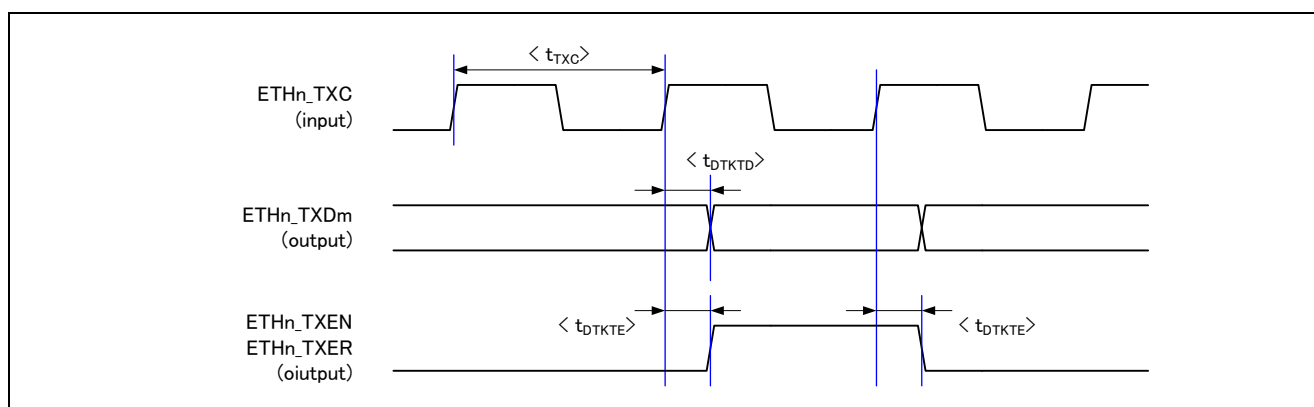 < tTXC>
ETHn_TXC
(input)
< tDTKTD>
ETHn_TXDm
(output)
ETHn_TXEN
ETHn_TXER
(oiutput)
< tDTKTE>
< tDTKTE>